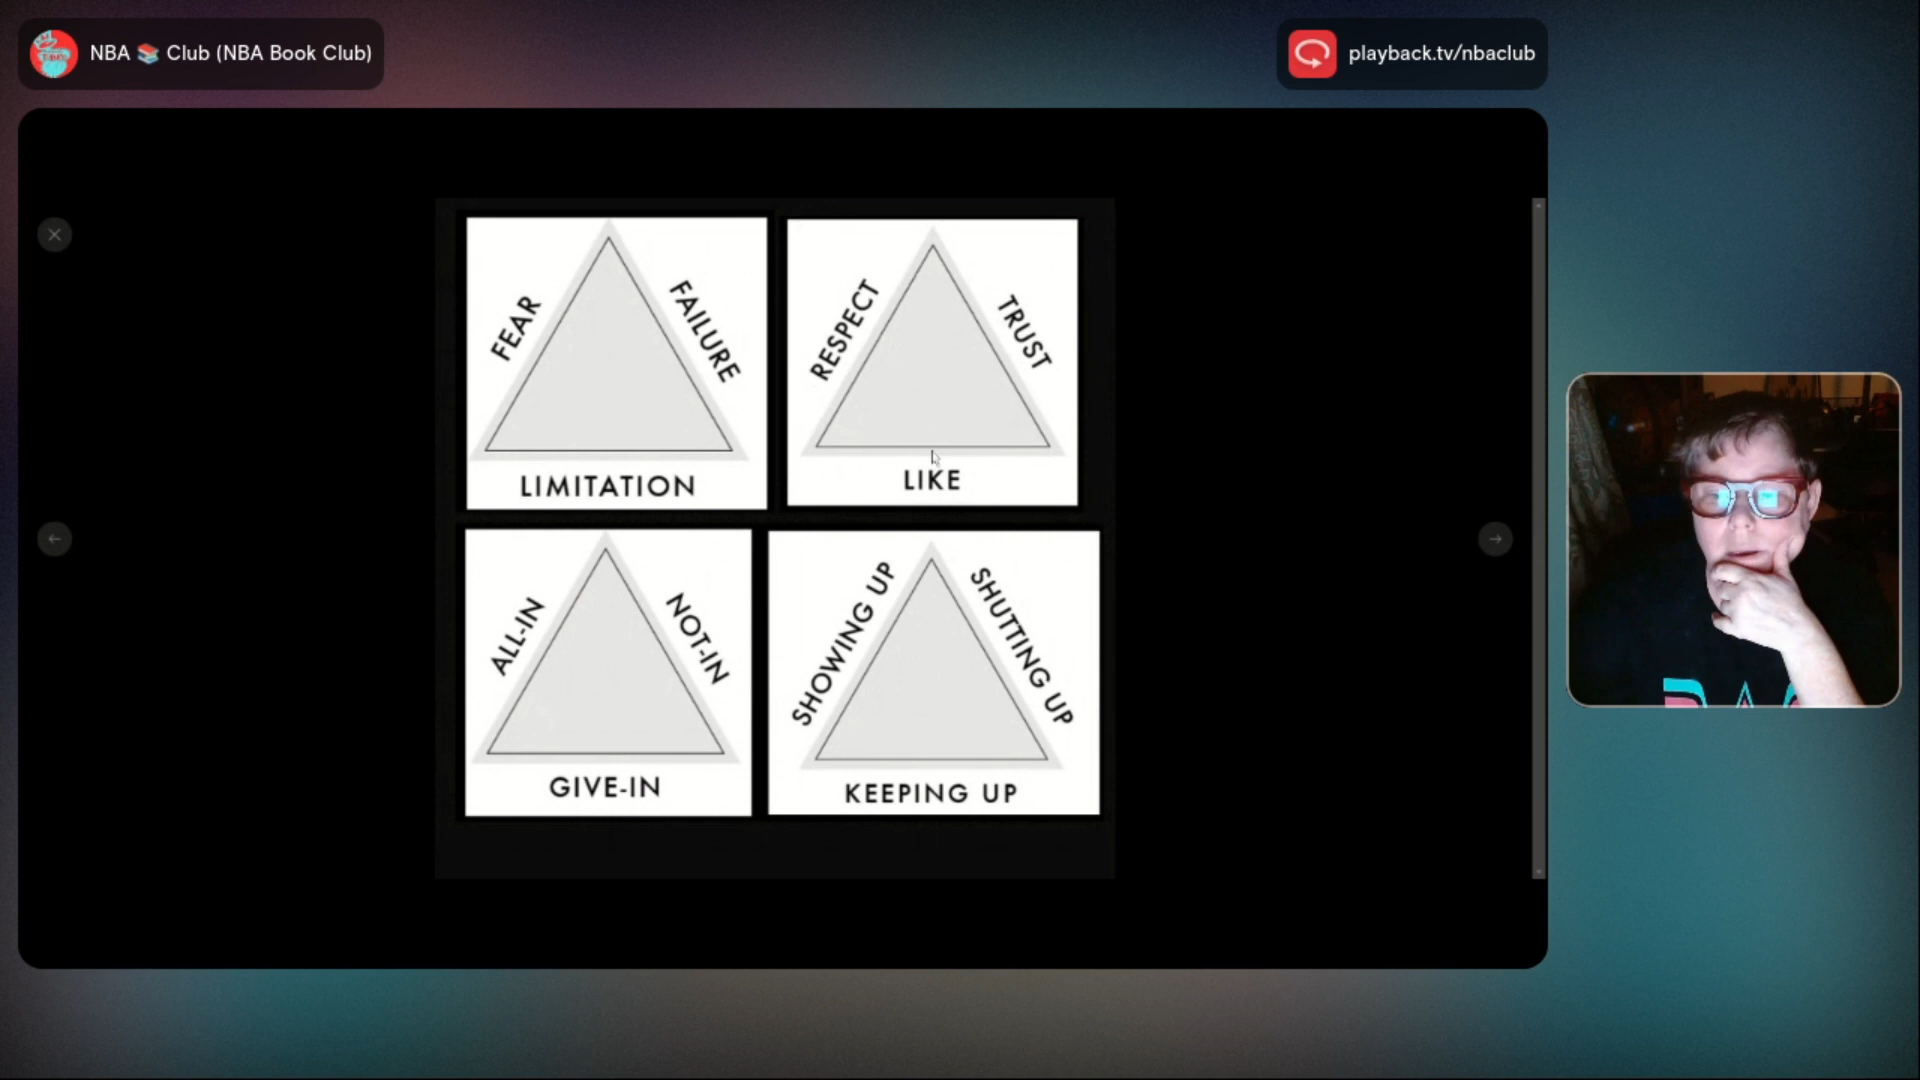 NBA 📚 Club (NBA Book Club)
playback.tv/nbaclub
FEAR
FAILURE
LIMITATION
RESPECT
TRUST
LIKE
ALL-IN
NOT-IN
GIVE-IN
SHOWING UP
SHUTTING UP
KEEPING UP